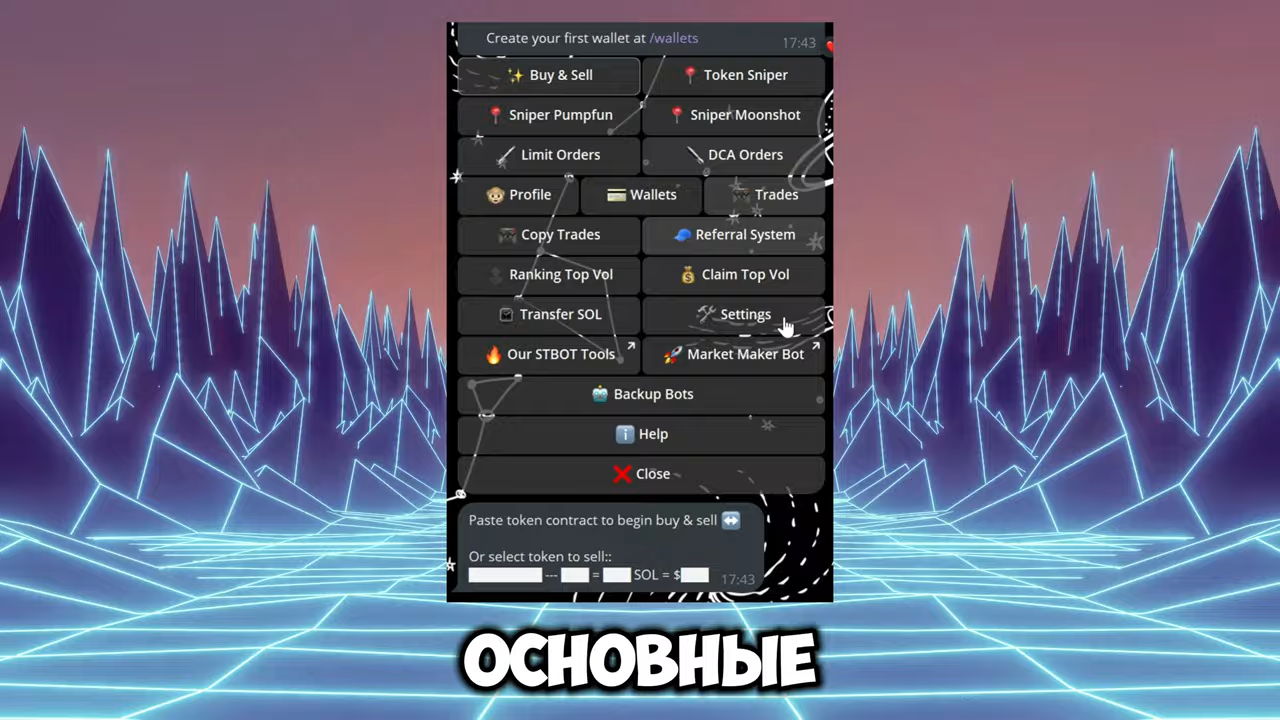 Create your first wallet at /wallets
17:43
✨ Buy & Sell
📍 Token Sniper
📍 Sniper Pumpfun
📍 Sniper Moonshot
Limit Orders
DCA Orders
Profile
Wallets
Trades
Copy Trades
Referral System
Ranking Top Vol
Claim Top Vol
Transfer SOL
Settings
Our STBOT Tools
Market Maker Bot
Backup Bots
Help
Close
Paste token contract to begin buy & sell ↔️
Or select token to sell::
--- = SOL = $
17:43
ОСНОВНЫЕ